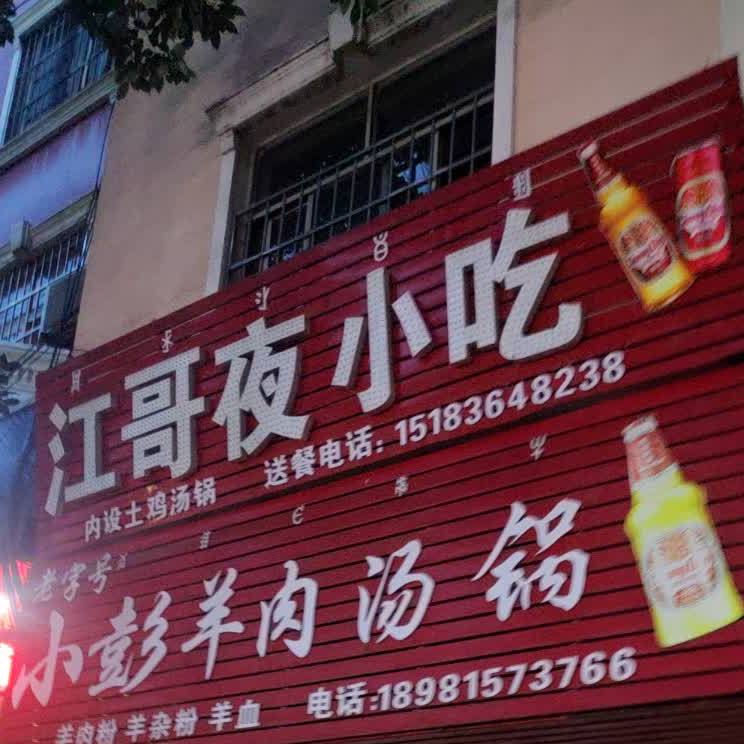 江哥夜小吃
内设土鸡汤锅 送餐电话: 15183648238
老字号
小彭羊肉汤锅
羊肉粉 羊杂粉 羊血 电话:18981573766